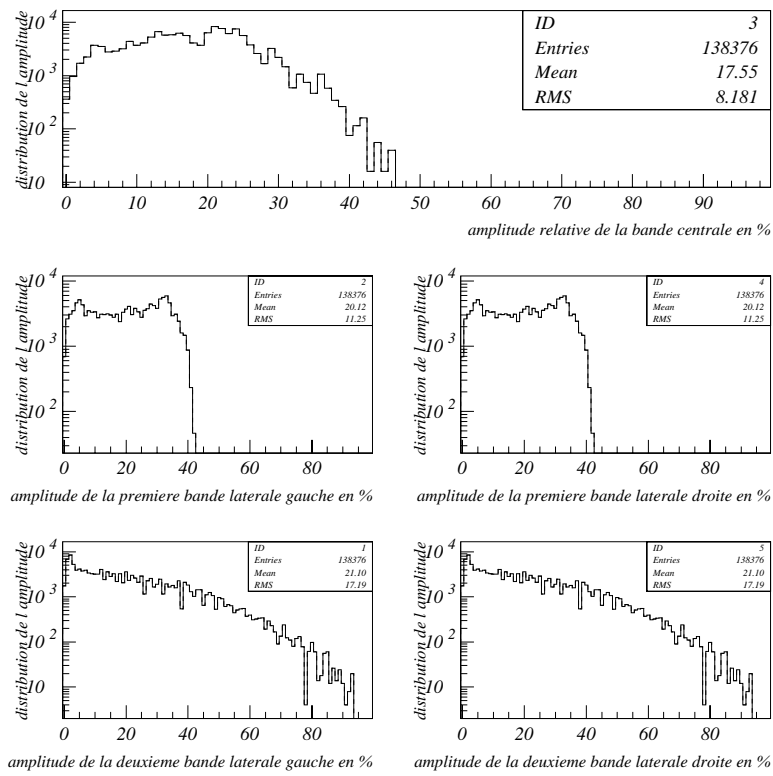 distribution de l amplitude
10 4
10 3
10 2
10
ID 3
Entries 138376
Mean 17.55
RMS 8.181
0 10 20 30 40 50 60 70 80 90
amplitude relative de la bande centrale en %
distribution de l amplitude
10 4
10 3
10 2
ID 2
Entries 138376
Mean 20.12
RMS 11.25
0 20 40 60 80
amplitude de la premiere bande laterale gauche en %
distribution de l amplitude
10 4
10 3
10 2
ID 4
Entries 138376
Mean 20.12
RMS 11.25
0 20 40 60 80
amplitude de la premiere bande laterale droite en %
distribution de l amplitude
10 4
10 3
10 2
10
ID 1
Entries 138376
Mean 21.10
RMS 17.19
0 20 40 60 80
amplitude de la deuxieme bande laterale gauche en %
distribution de l amplitude
10 4
10 3
10 2
10
ID 5
Entries 138376
Mean 21.10
RMS 17.19
0 20 40 60 80
amplitude de la deuxieme bande laterale droite en %